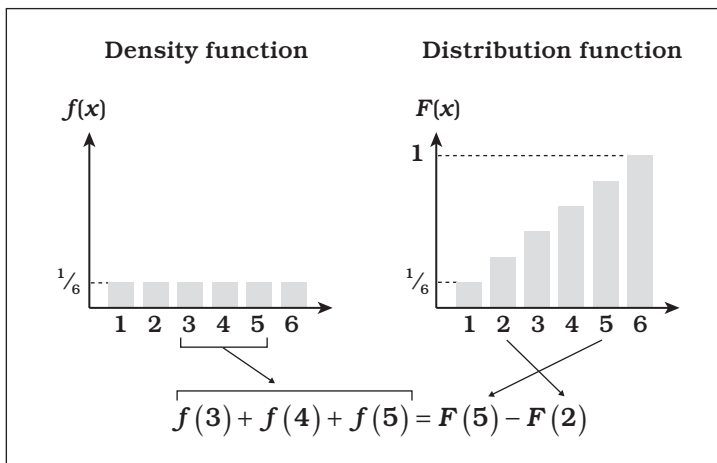 Density function
Distribution function
f(x)
F(x)
1
1/6
1/6
1 2 3 4 5 6
1 2 3 4 5 6
f(3) + f(4) + f(5) = F(5) − F(2)